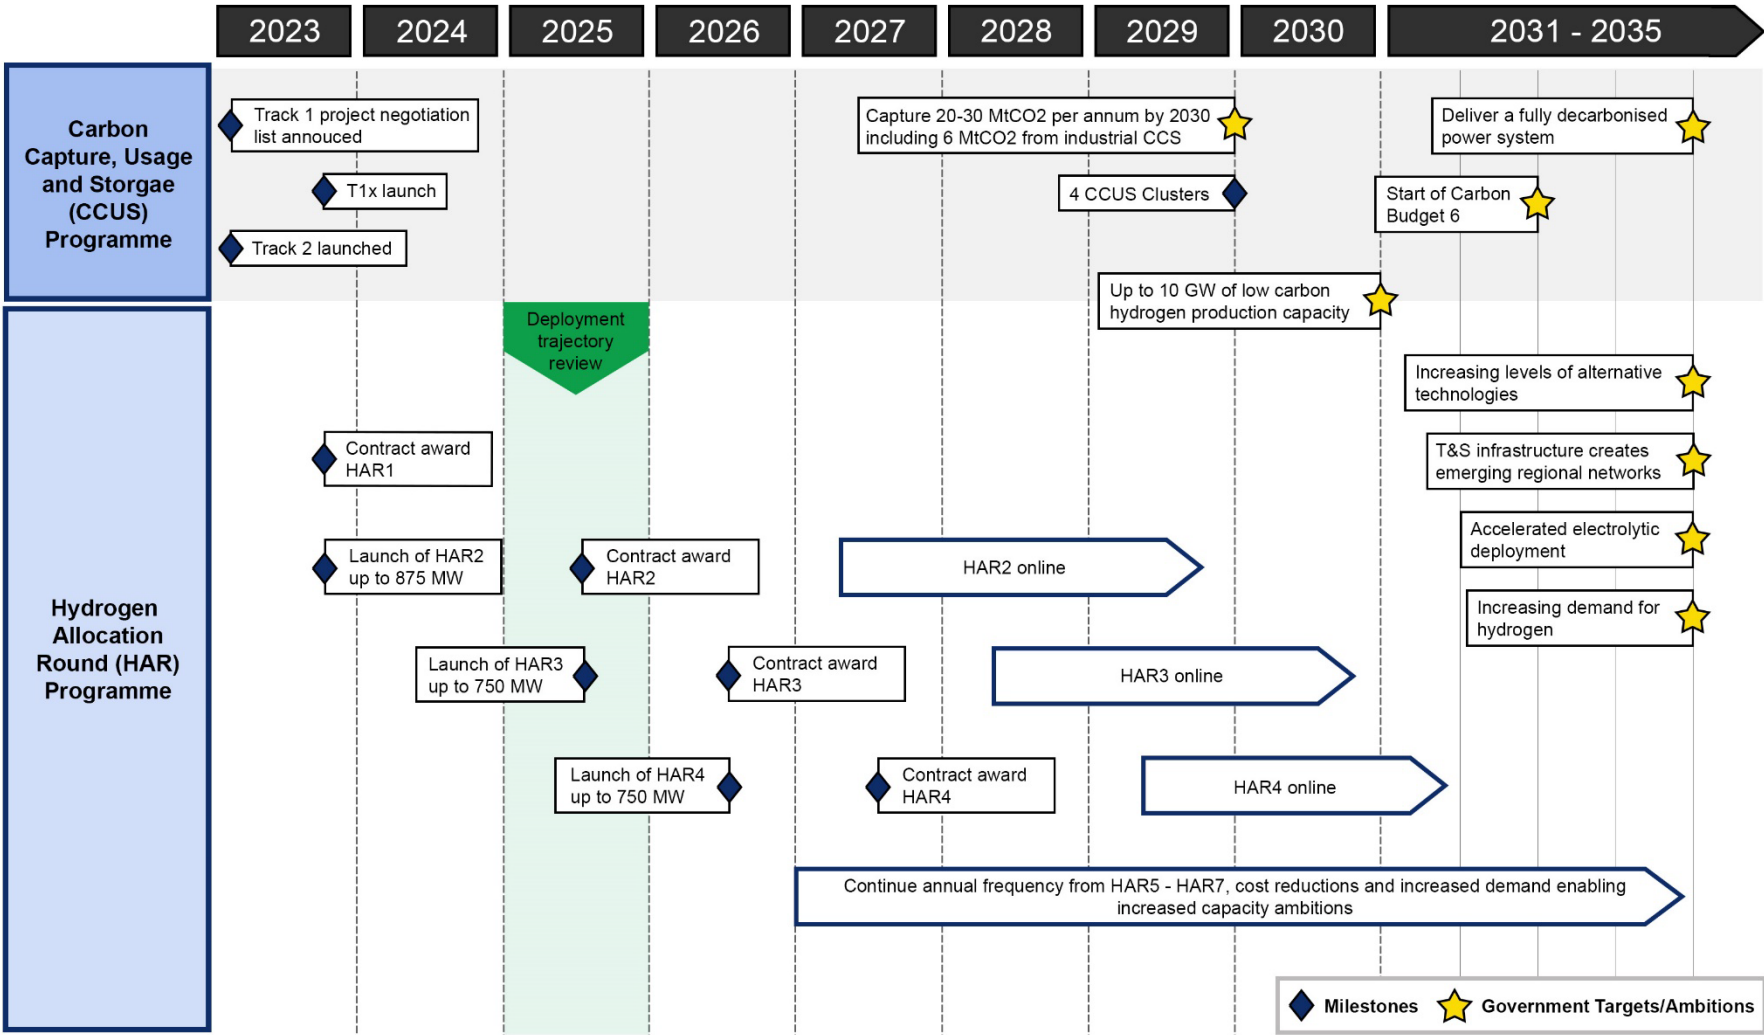 2023
2024
2025
2026
2027
2028
2029
2030
2031 - 2035
Carbon
Capture, Usage
and Storgae
(CCUS)
Programme
Track 1 project negotiation
list annouced
T1x launch
Track 2 launched
Capture 20-30 MtCO2 per annum by 2030
including 6 MtCO2 from industrial CCS
4 CCUS Clusters
Deliver a fully decarbonised
power system
Start of Carbon
Budget 6
Up to 10 GW of low carbon
hydrogen production capacity
Hydrogen
Allocation
Round (HAR)
Programme
Deployment
trajectory
review
Increasing levels of alternative
technologies
Contract award
HAR1
T&S infrastructure creates
emerging regional networks
Launch of HAR2
up to 875 MW
Contract award
HAR2
HAR2 online
Accelerated electrolytic
deployment
Increasing demand for
hydrogen
Launch of HAR3
up to 750 MW
Contract award
HAR3
HAR3 online
Launch of HAR4
up to 750 MW
Contract award
HAR4
HAR4 online
Continue annual frequency from HAR5 - HAR7, cost reductions and increased demand enabling
increased capacity ambitions
Milestones
Government Targets/Ambitions